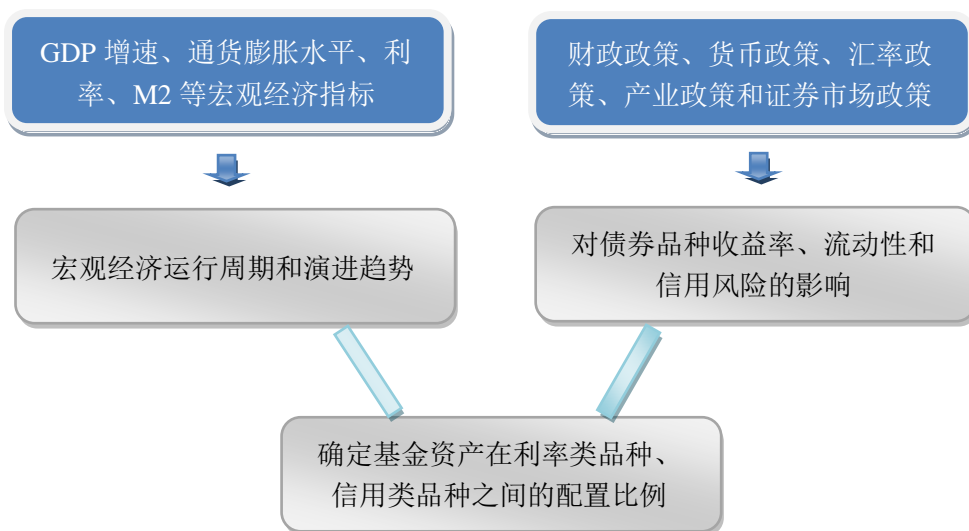 GDP 增速、通货膨胀水平、利
率、M2 等宏观经济指标
财政政策、货币政策、汇率政
策、产业政策和证券市场政策
宏观经济运行周期和演进趋势
对债券品种收益率、流动性和
信用风险的影响
确定基金资产在利率类品种、
信用类品种之间的配置比例